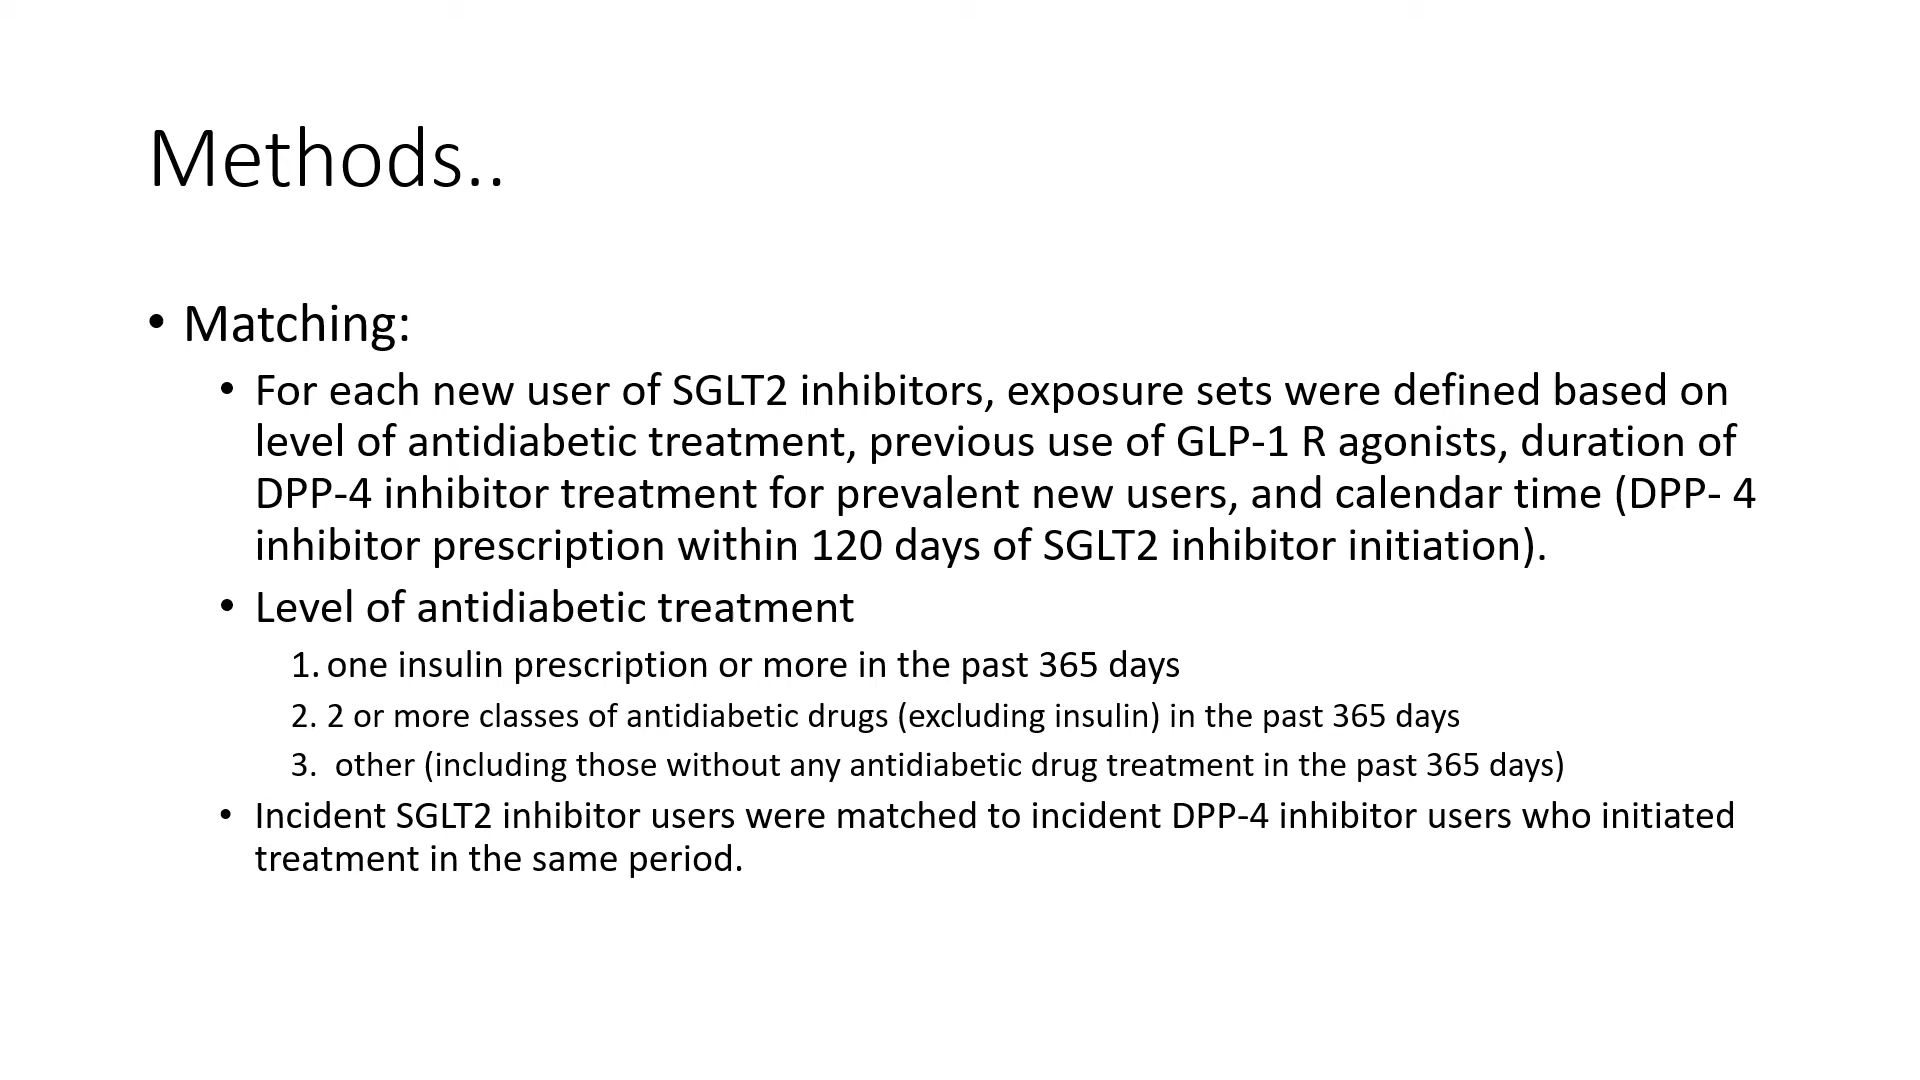 Methods..
• Matching:
• For each new user of SGLT2 inhibitors, exposure sets were defined based on
level of antidiabetic treatment, previous use of GLP-1 R agonists, duration of
DPP-4 inhibitor treatment for prevalent new users, and calendar time (DPP- 4
inhibitor prescription within 120 days of SGLT2 inhibitor initiation).
• Level of antidiabetic treatment
1. one insulin prescription or more in the past 365 days
2. 2 or more classes of antidiabetic drugs (excluding insulin) in the past 365 days
3.  other (including those without any antidiabetic drug treatment in the past 365 days)
• Incident SGLT2 inhibitor users were matched to incident DPP-4 inhibitor users who initiated
treatment in the same period.